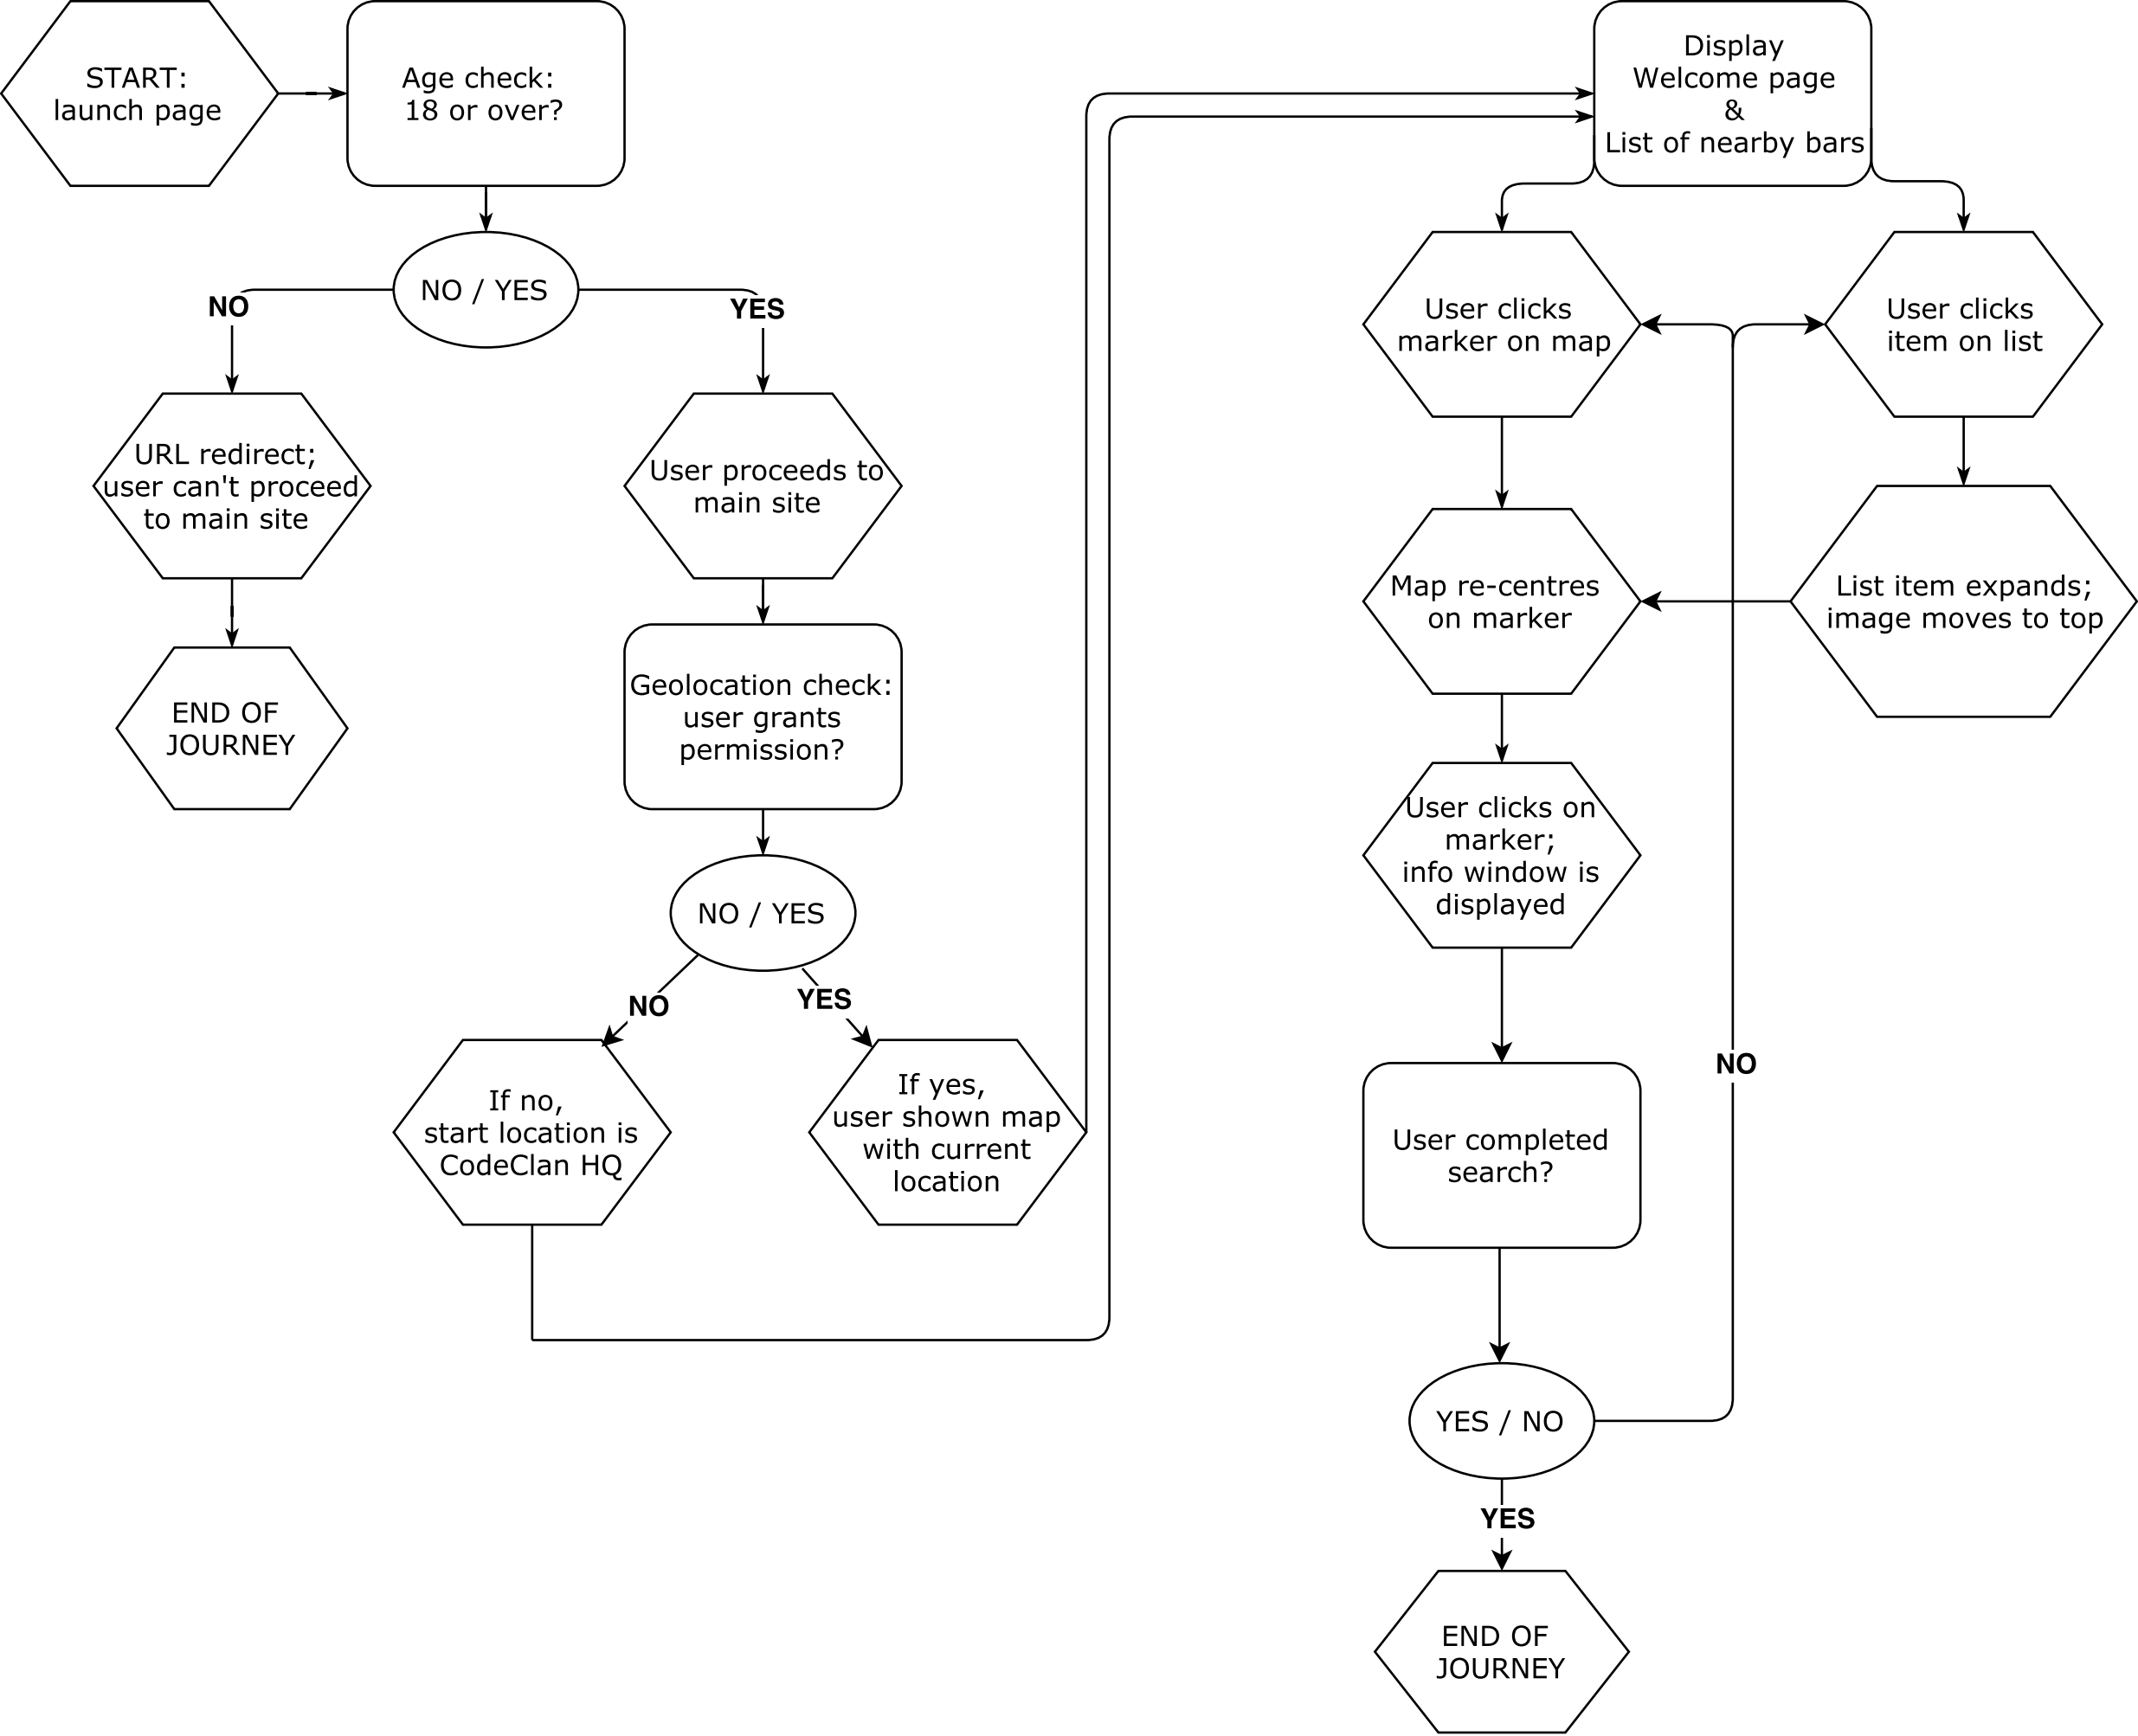 START:
launch page
Age check:
18 or over?
NO / YES
NO
YES
URL redirect;
user can't proceed
to main site
END OF
JOURNEY
User proceeds to
main site
Geolocation check:
user grants
permission?
NO / YES
NO
YES
If no,
start location is
CodeClan HQ
If yes,
user shown map
with current
location
Display
Welcome page
&
List of nearby bars
User clicks
marker on map
User clicks
item on list
Map re-centres
on marker
List item expands;
image moves to top
User clicks on
marker;
info window is
displayed
User completed
search?
YES / NO
NO
YES
END OF
JOURNEY